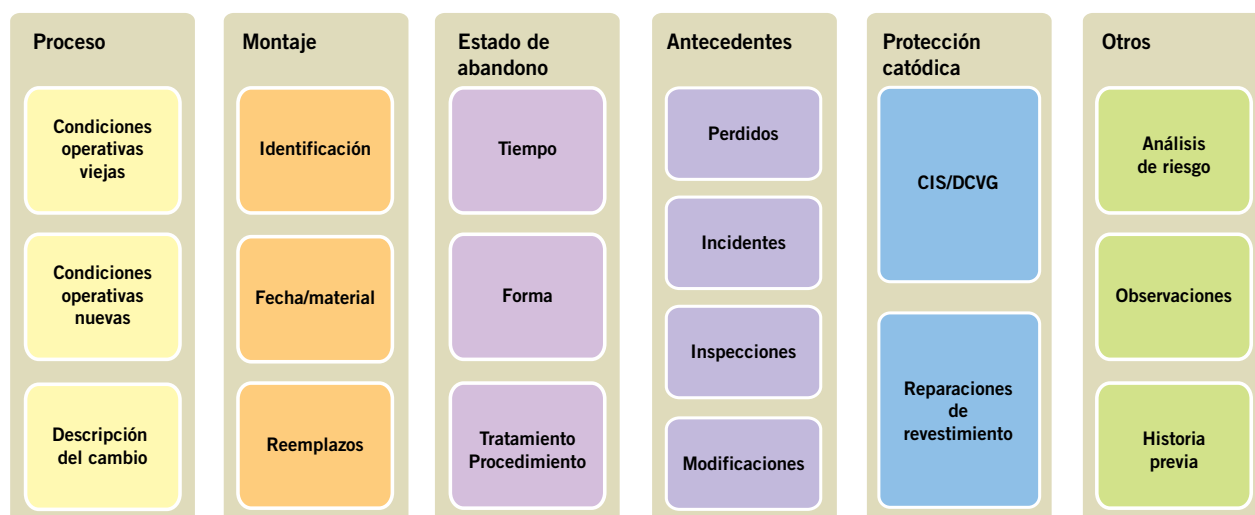 Proceso
Condiciones
operativas
viejas
Condiciones
operativas
nuevas
Descripción
del cambio
Montaje
Identificación
Fecha/material
Reemplazos
Estado de
abandono
Tiempo
Forma
Tratamiento
Procedimiento
Antecedentes
Perdidos
Incidentes
Inspecciones
Modificaciones
Protección
catódica
CIS/DCVG
Reparaciones
de
revestimiento
Otros
Análisis
de riesgo
Observaciones
Historia
previa